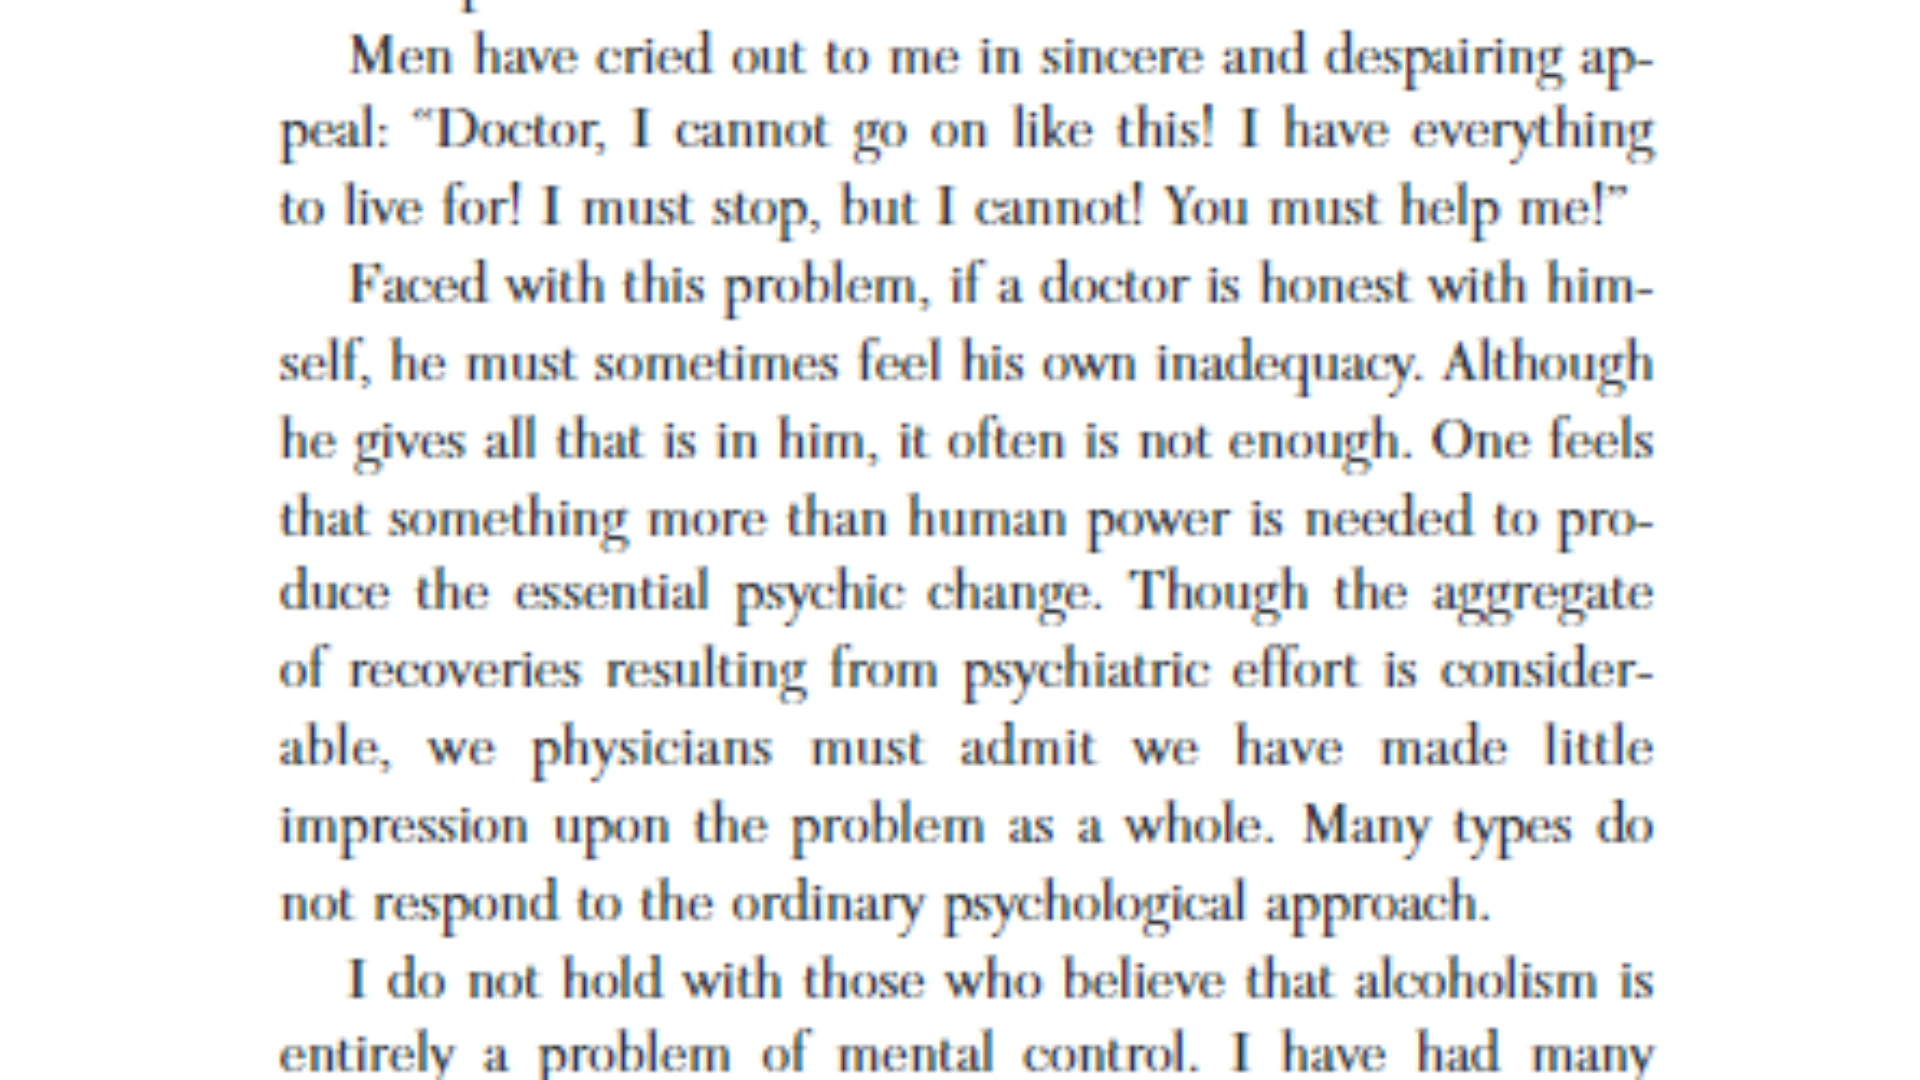 Men have cried out to me in sincere and despairing ap-
peal: “Doctor, I cannot go on like this! I have everything
to live for! I must stop, but I cannot! You must help me!”
Faced with this problem, if a doctor is honest with him-
self, he must sometimes feel his own inadequacy. Although
he gives all that is in him, it often is not enough. One feels
that something more than human power is needed to pro-
duce the essential psychic change. Though the aggregate
of recoveries resulting from psychiatric effort is consider-
able, we physicians must admit we have made little
impression upon the problem as a whole. Many types do
not respond to the ordinary psychological approach.
I do not hold with those who believe that alcoholism is
entirely a problem of mental control. I have had many